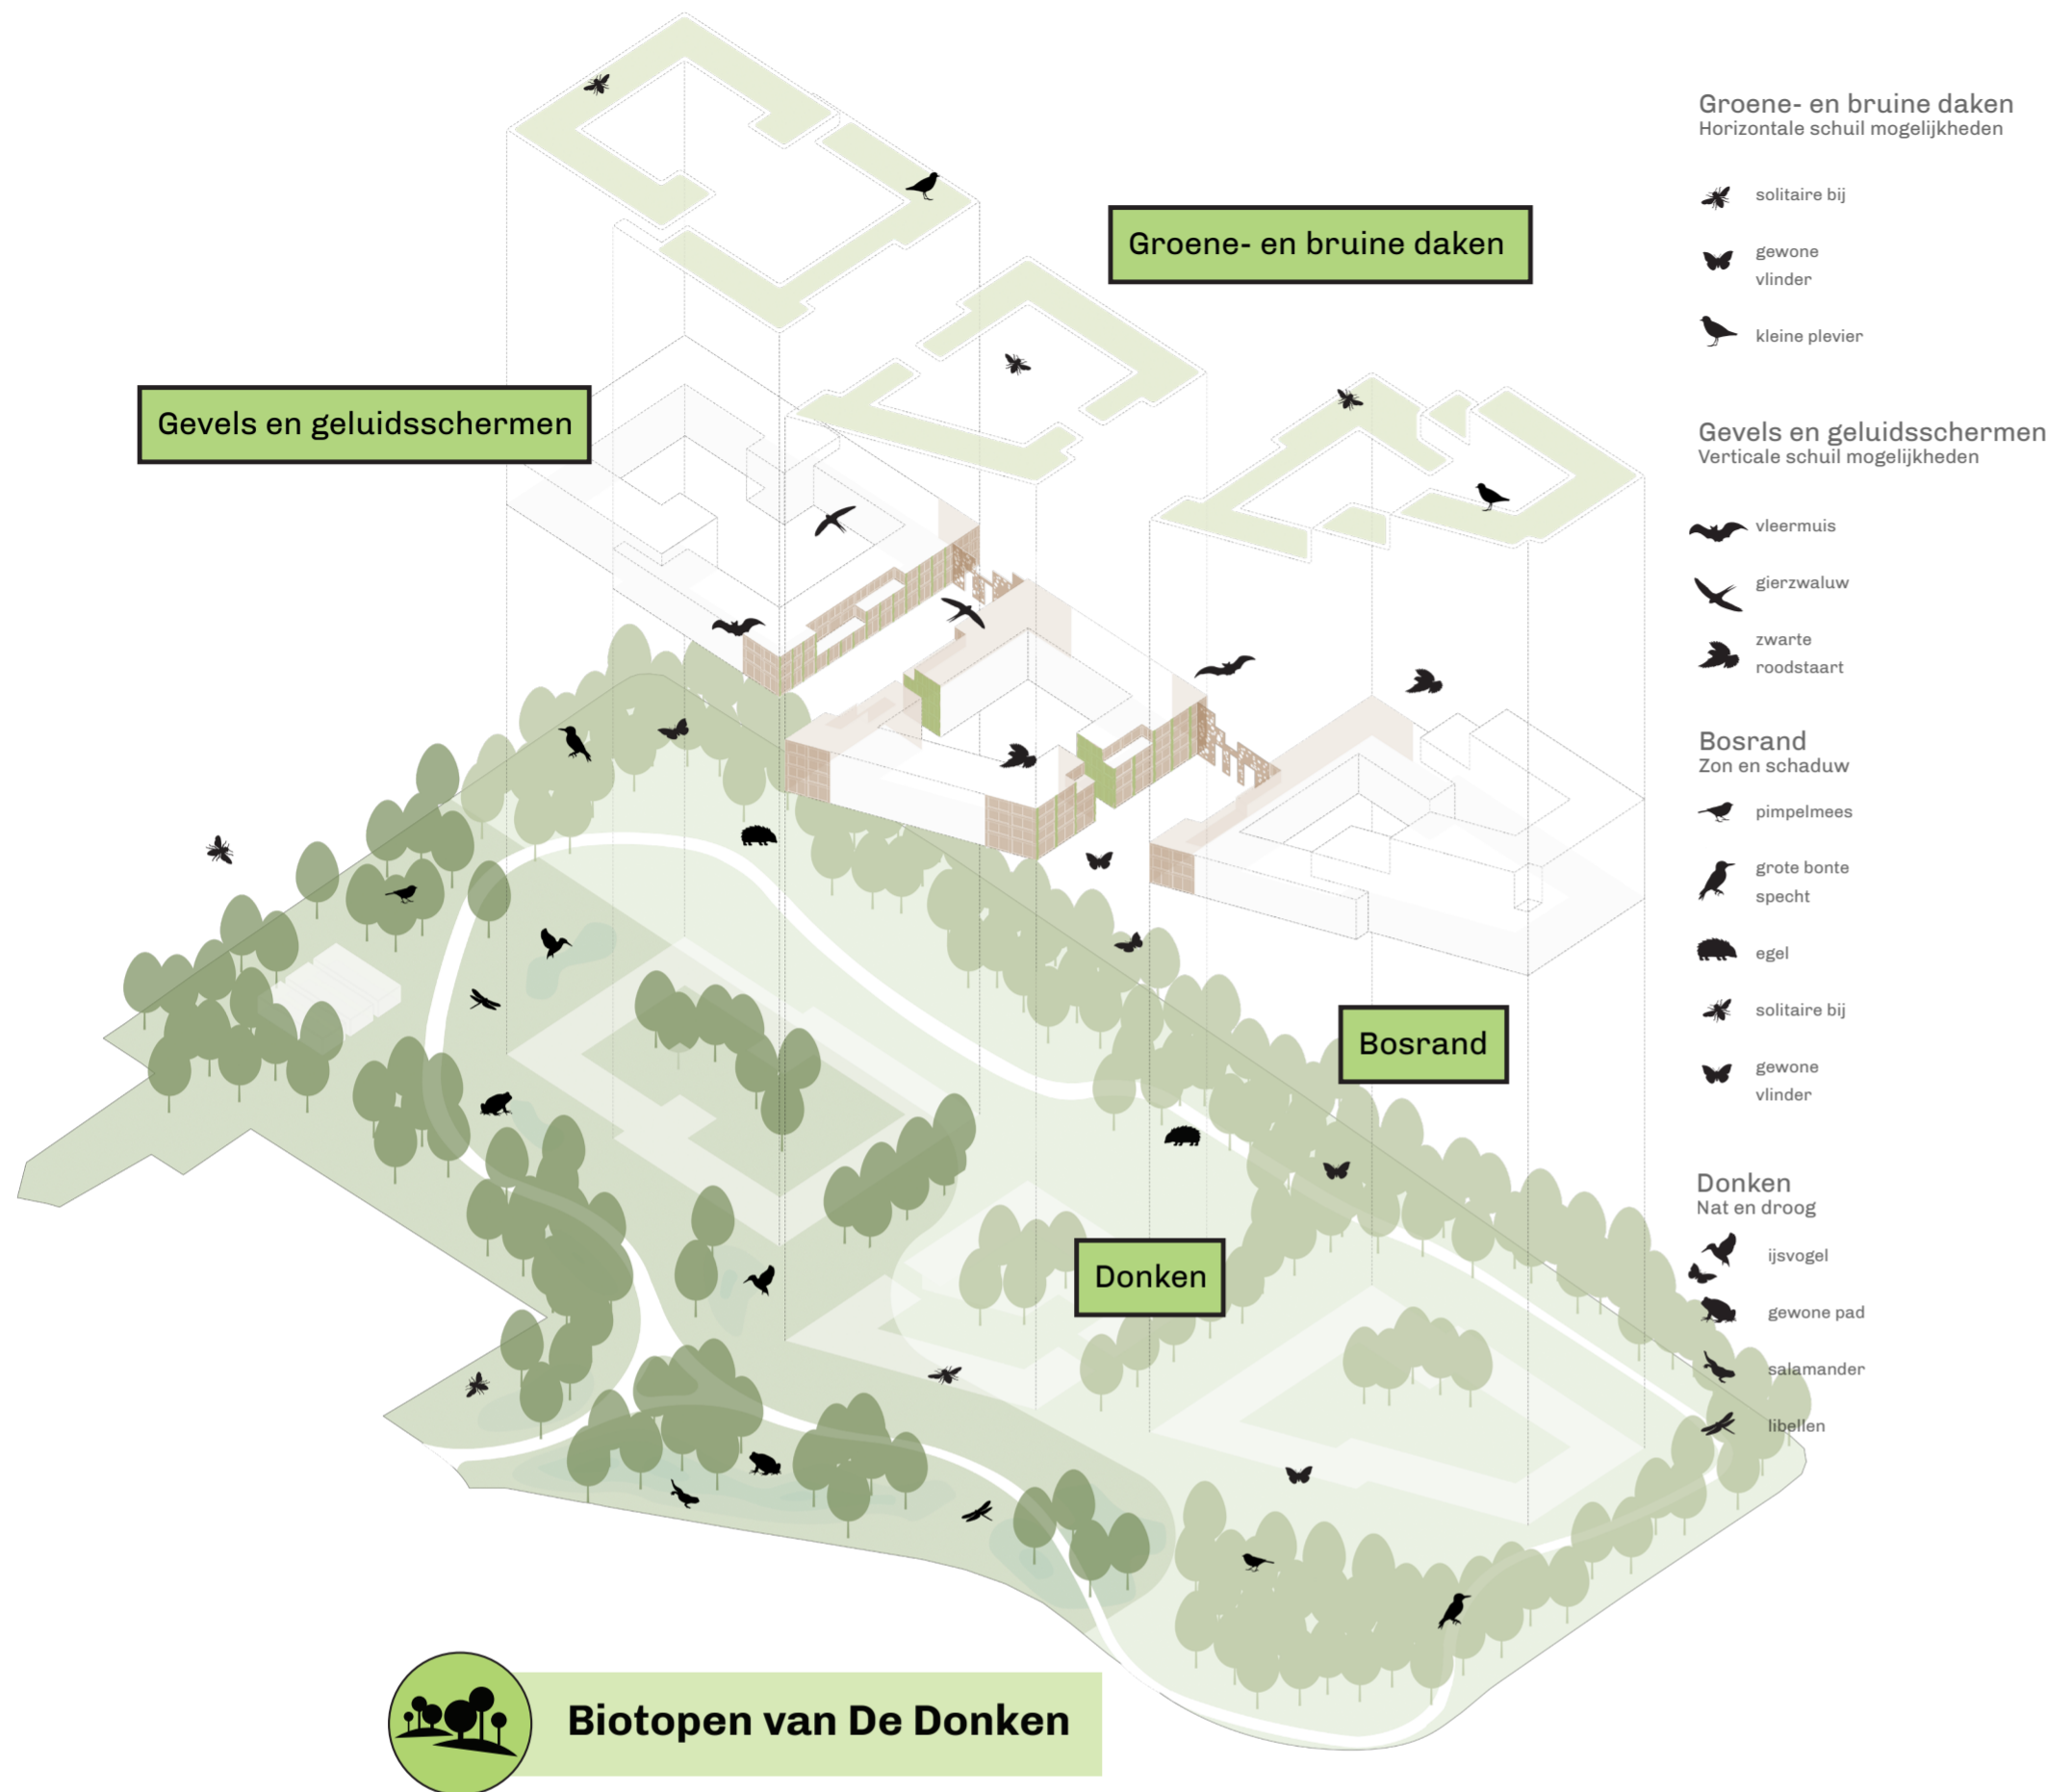 Groene- en bruine daken
Gevels en geluidsschermen
Bosrand
Donken
Biotopen van De Donken
Groene- en bruine daken
Horizontale schuil mogelijkheden
solitaire bij
gewone
vlinder
kleine plevier
Gevels en geluidsschermen
Verticale schuil mogelijkheden
vleermuis
gierzwaluw
zwarte
roodstaart
Bosrand
Zon en schaduw
pimpelmees
grote bonte
specht
egel
solitaire bij
gewone
vlinder
Donken
Nat en droog
ijsvogel
gewone pad
salamander
libellen